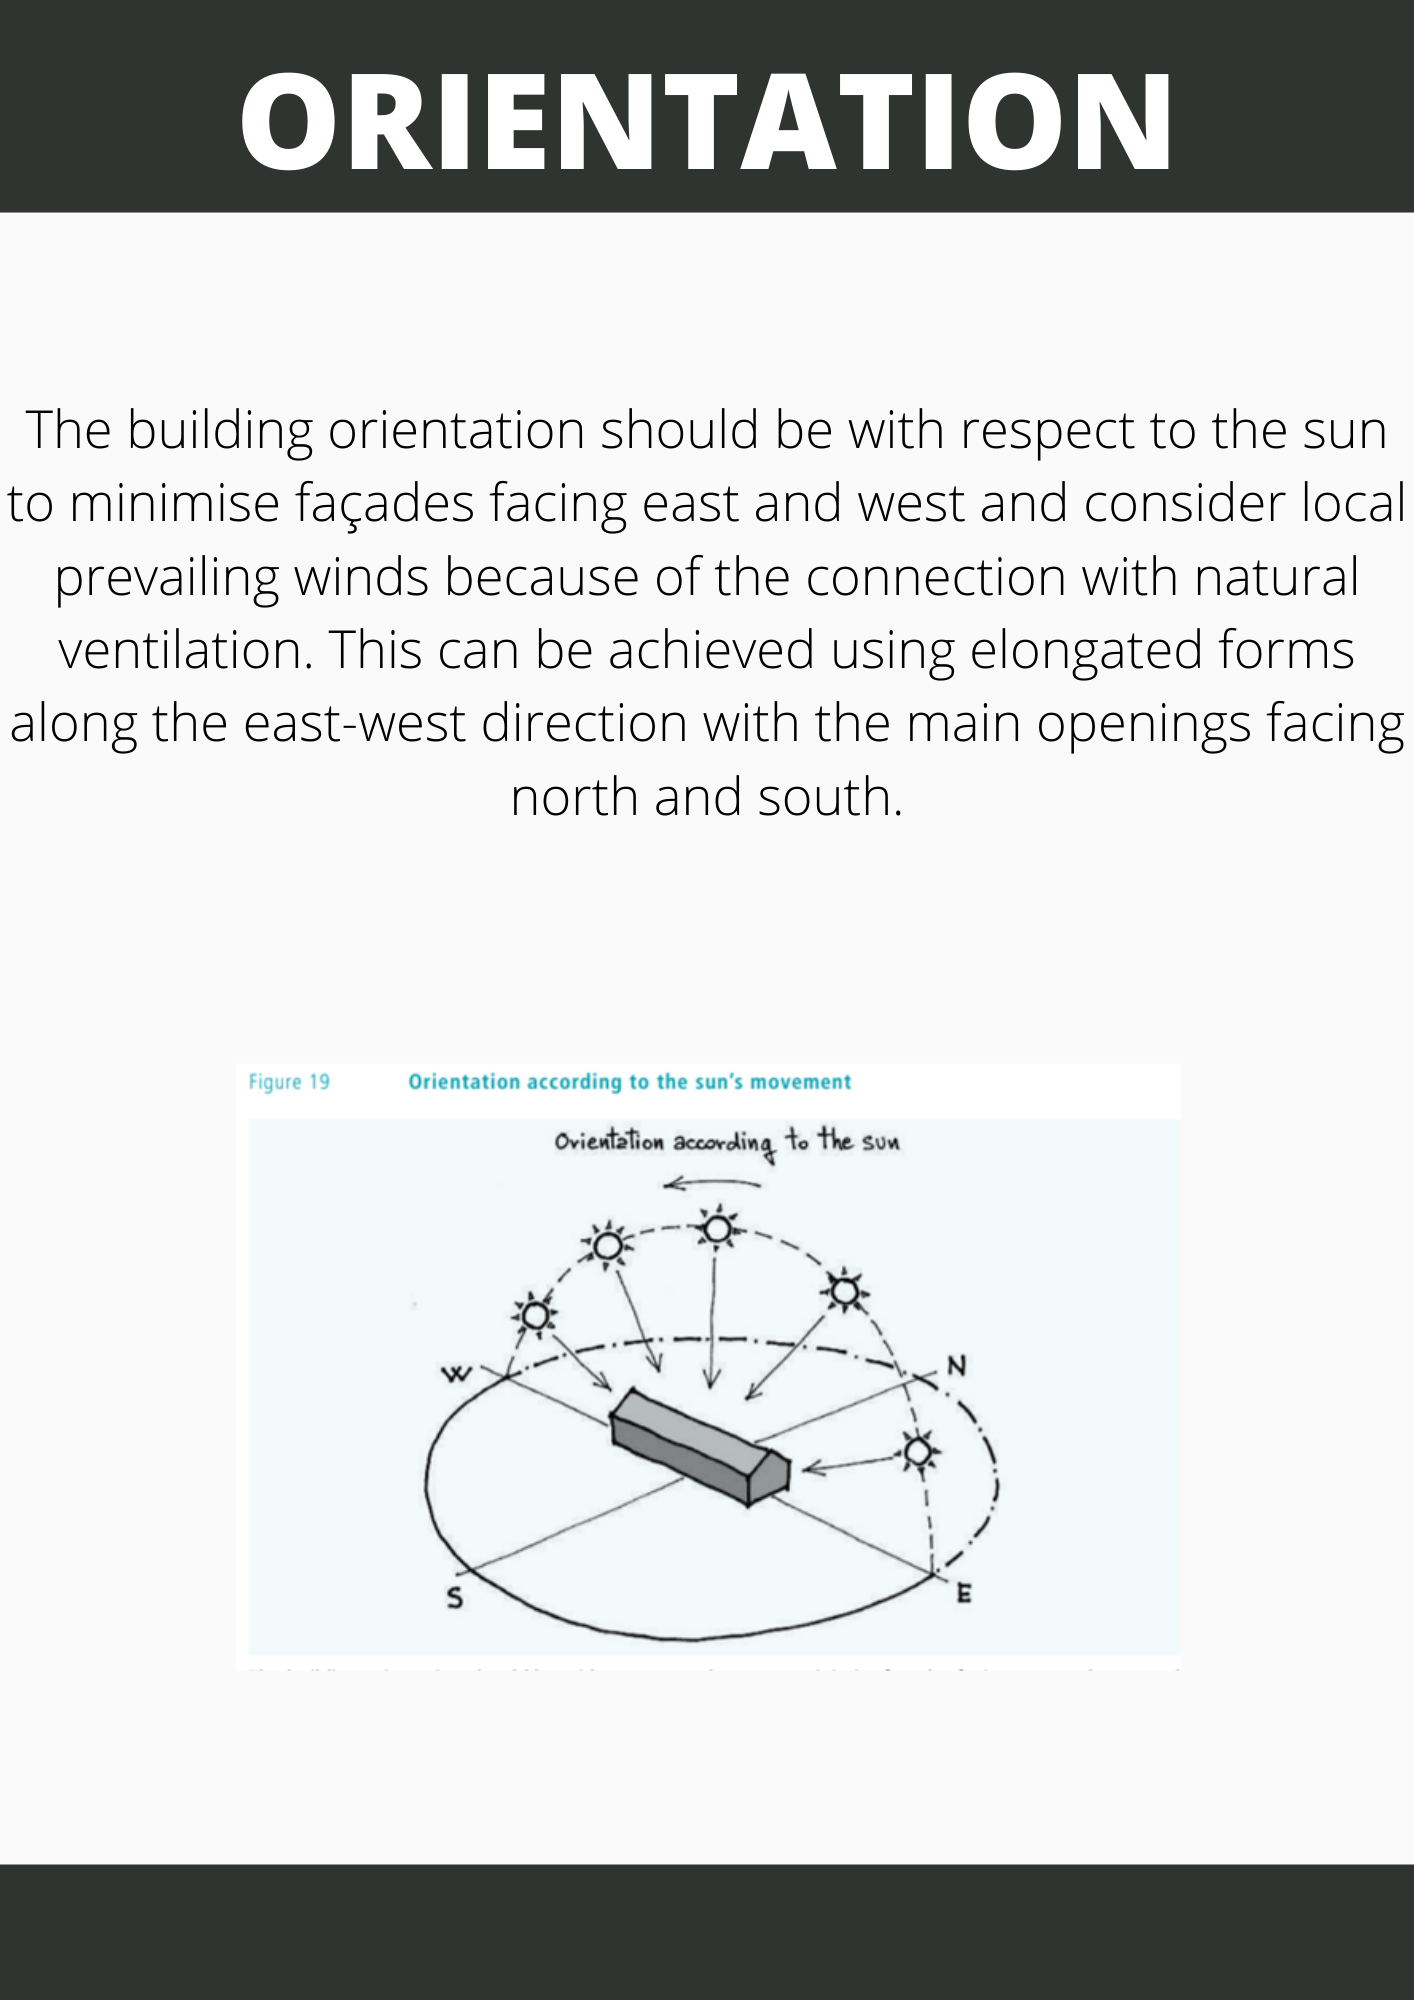 ORIENTATION
The building orientation should be with respect to the sun
to minimise façades facing east and west and consider local
prevailing winds because of the connection with natural
ventilation. This can be achieved using elongated forms
along the east-west direction with the main openings facing
north and south.
Figure 19 Orientation according to the sun's movement
Orientation according to the sun
W
N
S
E